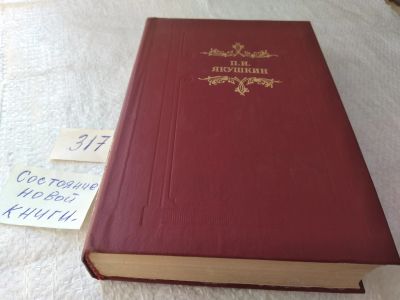 П.И.
ЯКУШКИН
317
Состояние
новой
книги.